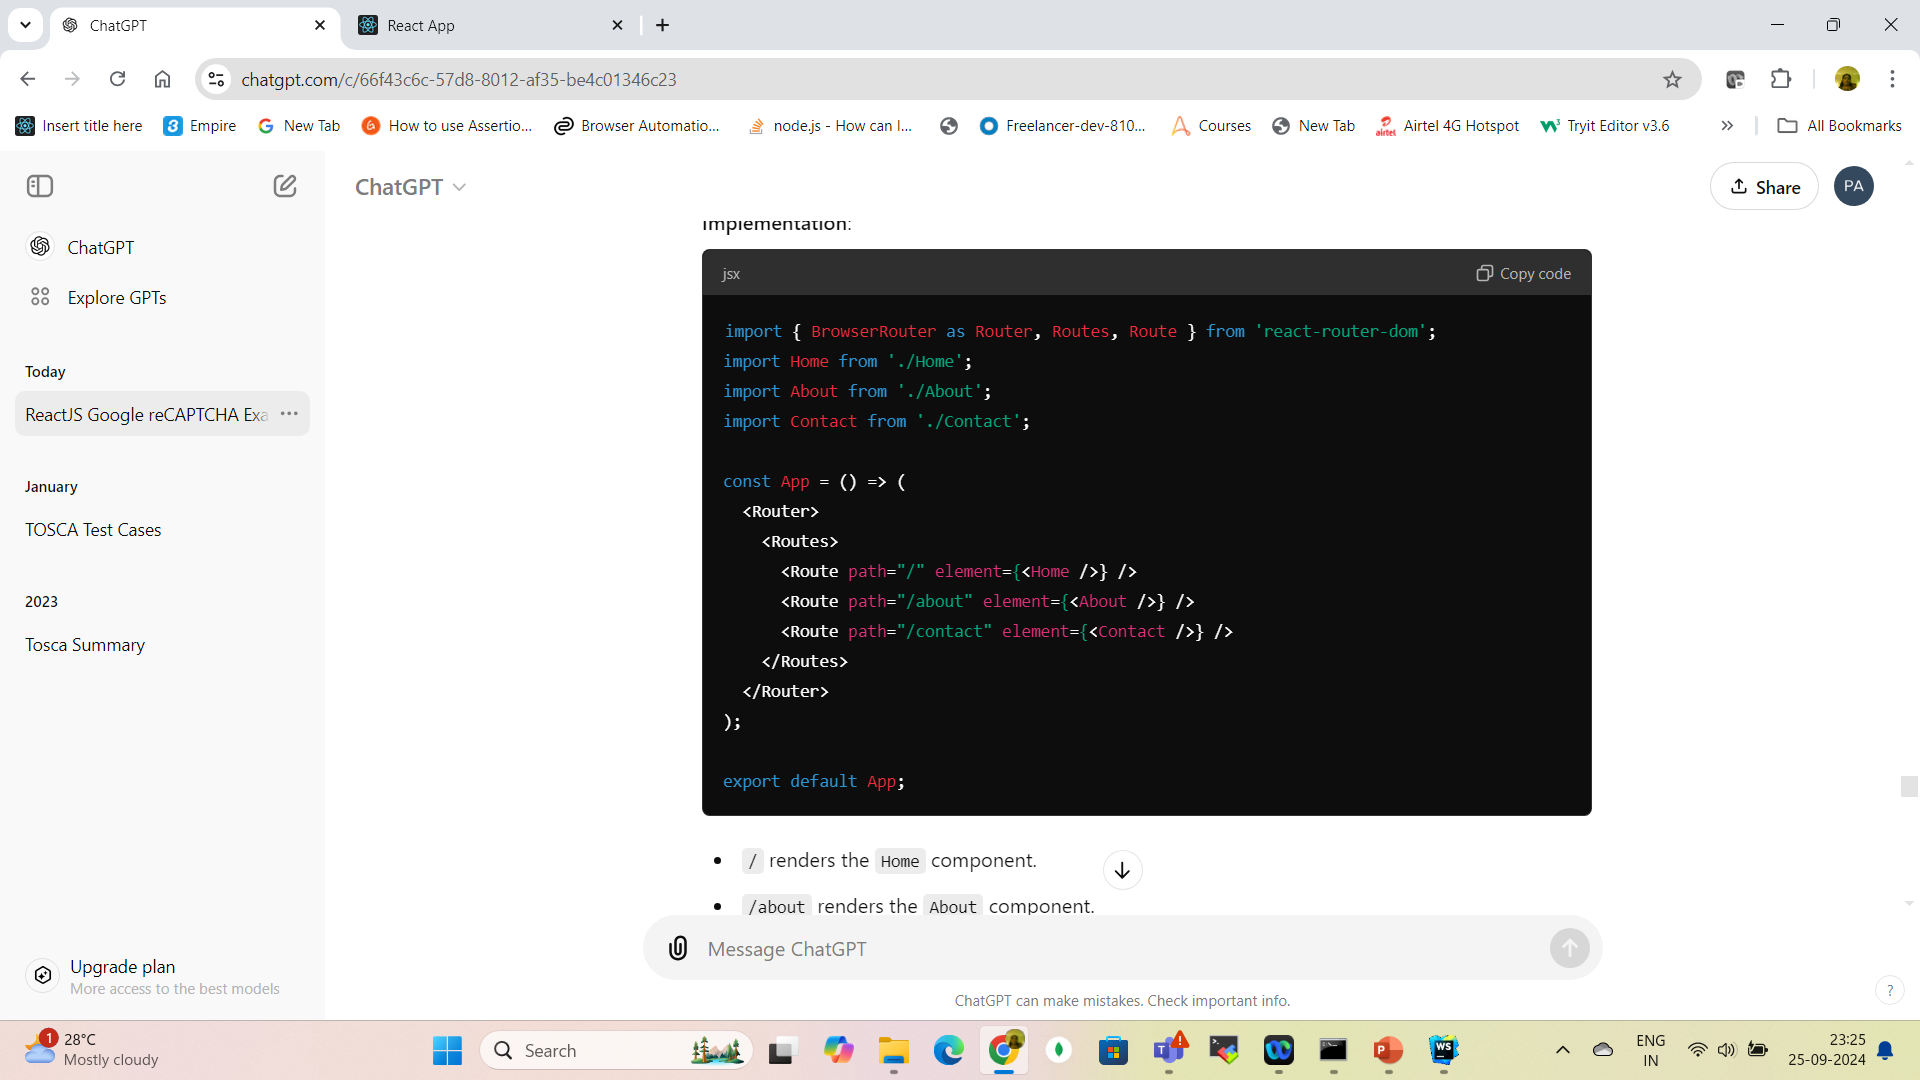 ChatGPT
React App
chatgpt.com/c/66f43c6c-57d8-8012-af35-be4c01346c23
Insert title here
Empire
New Tab
How to use Assertio...
Browser Automatio...
node.js - How can I...
Freelancer-dev-810...
Courses
New Tab
Airtel 4G Hotspot
Tryit Editor v3.6
All Bookmarks
ChatGPT
Explore GPTs
Today
ReactJS Google reCAPTCHA Exa
January
TOSCA Test Cases
2023
Tosca Summary
Upgrade plan
More access to the best models
ChatGPT
Share
PA
Implementation:
jsx
Copy code
import { BrowserRouter as Router, Routes, Route } from 'react-router-dom';
import Home from './Home';
import About from './About';
import Contact from './Contact';
const App = () => (
<Router>
<Routes>
<Route path="/" element={<Home />} />
<Route path="/about" element={<About />} />
<Route path="/contact" element={<Contact />} />
</Routes>
</Router>
);
export default App;
/ renders the Home component.
/about renders the About component.
Message ChatGPT
ChatGPT can make mistakes. Check important info.
?
1
28°C
Mostly cloudy
Search
ENG
IN
23:25
25-09-2024